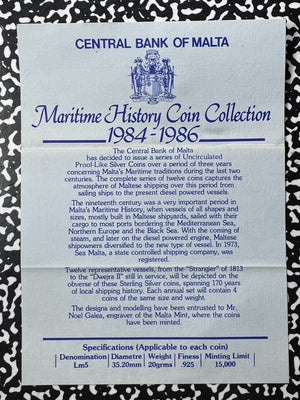 CENTRAL BANK OF MALTA
Maritime History Coin Collection
1984-1986
The Central Bank of Malta
has decided to issue a series of Uncirculated
Proof-Like Silver Coins over a period of three years
concerning Malta's Maritime traditions during the last two
centuries. The complete series of twelve coins captures the
atmosphere of Maltese shipping over this period from
sailing ships to the present diesel powered vessels.
The nineteenth century was a very important period in
Malta's Maritime History, when vessels of all shapes and
sizes, mostly built in Maltese shipyards, sailed with their
cargo to most ports bordering the Mediterranean Sea,
Northern Europe and the Black Sea. With the coming of
steam, and later on the diesel powered engine, Maltese
shipowners diversified to the new type of vessel. In 1973,
Sea Malta, a state controlled shipping company, was
registered.
Twelve representative vessels, from the "Strangier" of 1813
to the "Dwejra II" still in service, will be depicted on the
obverse of these Sterling Silver coins, spanning 170 years
of local shipping history. Each annual set will contain 4
coins of the same size and weight.
The designs and modelling have been entrusted to Mr.
Noel Galea, engraver of the Malta Mint, where the coins
have been minted.
Specifications (Applicable to each coin)
Denomination Diametre Weight Finess Minting Limit
Lm5 35.20mm 20grms .925 15,000